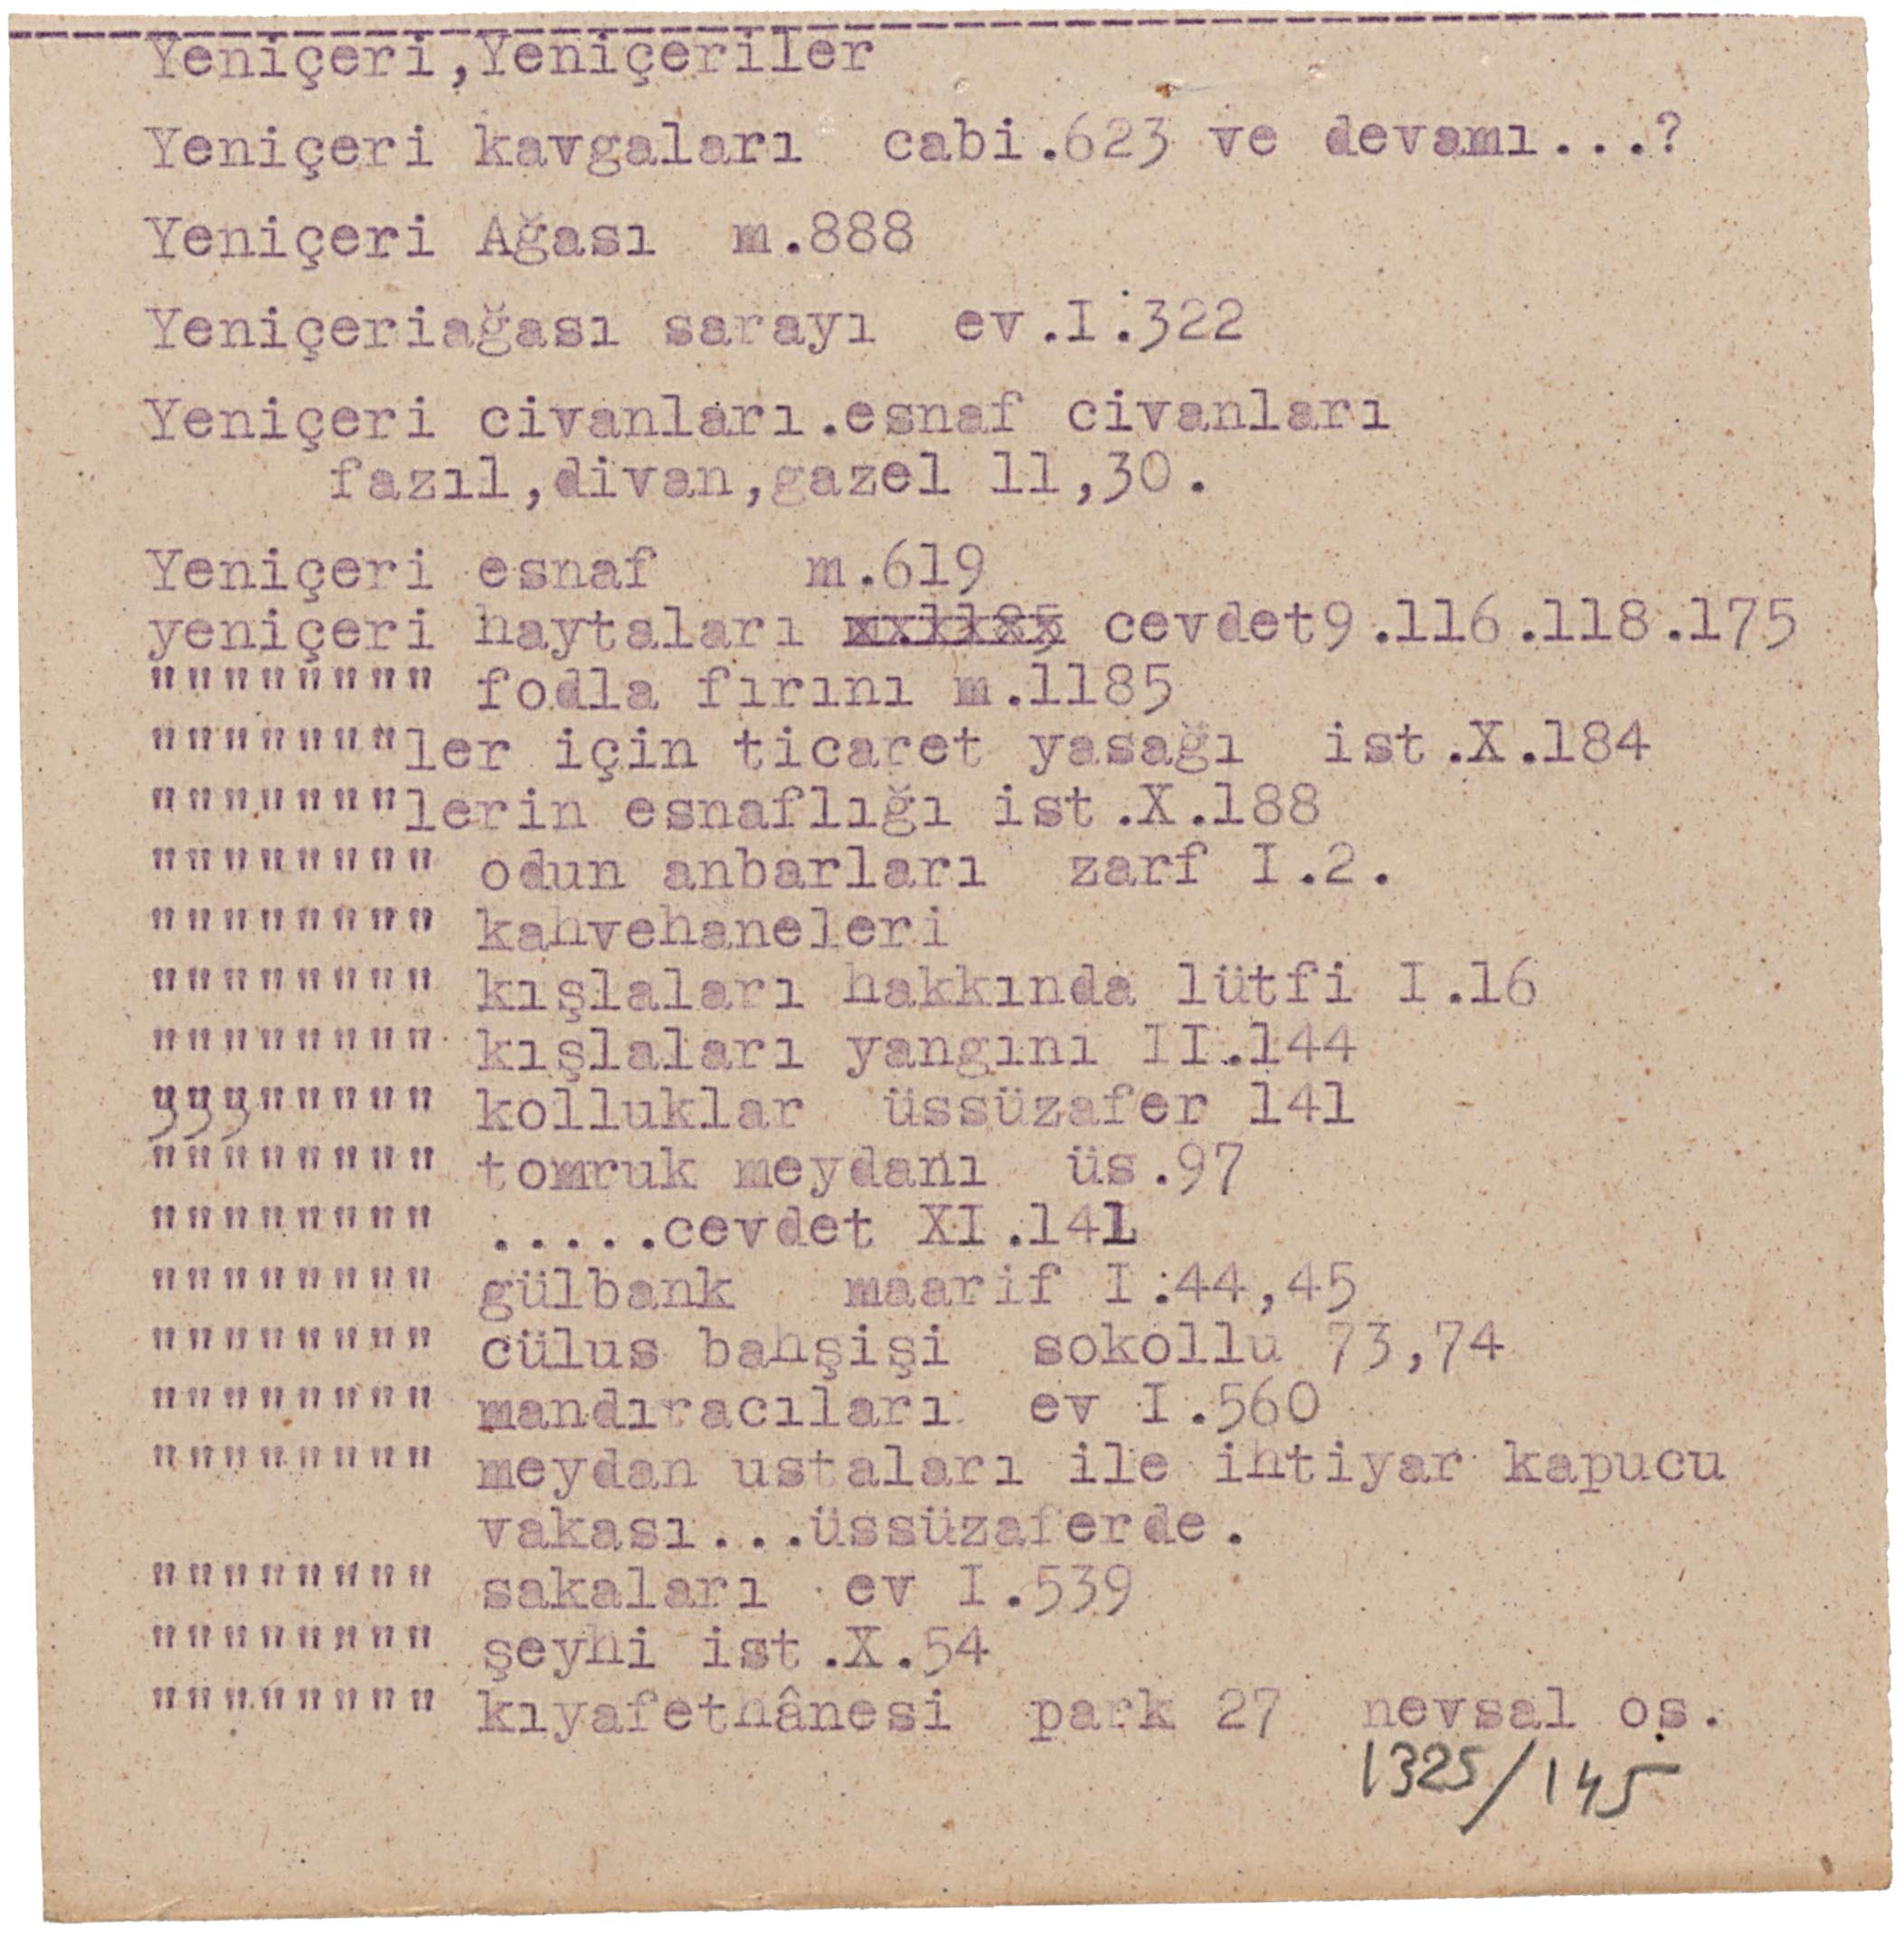 Yeniçeri,Yeniçeriler
Yeniçeri kavgaları cabi.623 ve devamı...?
Yeniçeri Ağası m.888
Yeniçeriağası sarayı ev.I:322
Yeniçeri civanları.esnaf civanları
fazıl,divan,gazel 11,30.
Yeniçeri esnaf m.619
yeniçeri haytaları cevdet9.116.118.175
"""""""" fodla fırını m.1185
"""""""ler için ticaret yasağı ist.X.184
"""""""lerin esnaflığı ist.X.188
"""""""" odun anbarları zarf I.2.
"""""""" kahvehaneleri
"""""""" kışlaları hakkında lütfi I.16
"""""""" kışlaları yangını II.144
"""""""" kolluklar üssüzafer 141
"""""""" tomruk meydanı üs.97
"""""""" .....cevdet XI.141
"""""""" gülbank maarif I:44,45
"""""""" cülus bahşişi sokollu 73,74
"""""""" mandıracıları ev I.560
"""""""" meydan ustaları ile ihtiyar kapucu
vakası...üssüzaferde.
"""""""" sakaları ev I.539
"""""""" şeyhi ist.X.54
"""""""" kıyafethânesi park 27 nevsal os.
1325/145